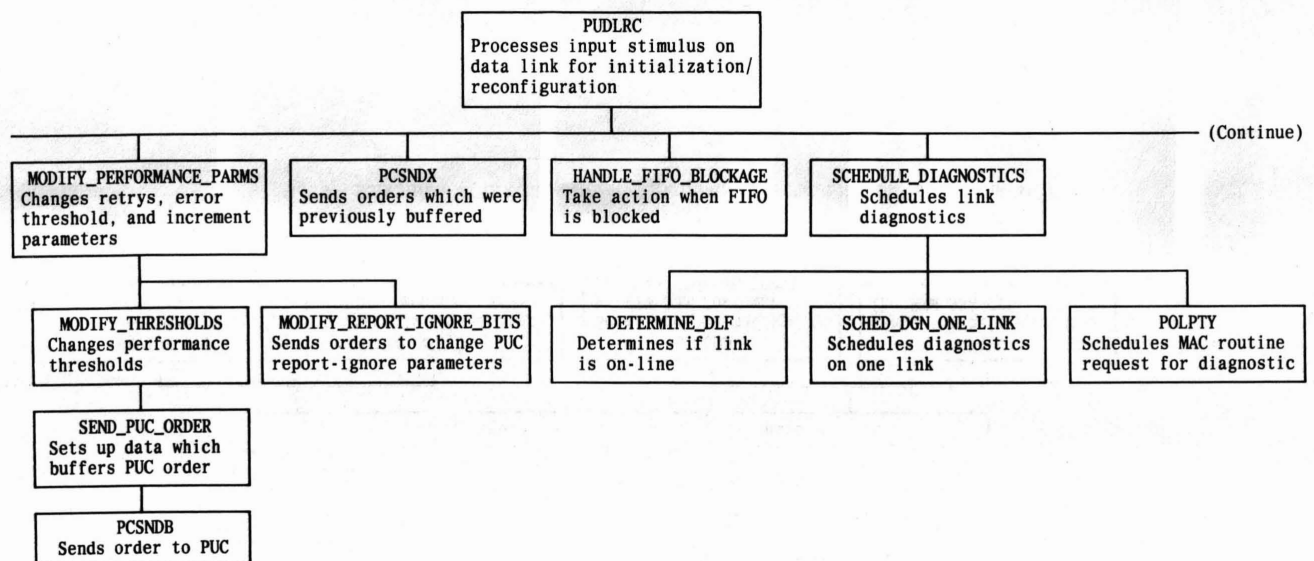 PUDLRC
Processes input stimulus on
data link for initialization/
reconfiguration
(Continue)
MODIFY_PERFORMANCE_PARMS
Changes retrys, error
threshold, and increment
parameters
PCSNDX
Sends orders which were
previously buffered
HANDLE_FIFO_BLOCKAGE
Take action when FIFO
is blocked
SCHEDULE_DIAGNOSTICS
Schedules link
diagnostics
MODIFY_THRESHOLDS
Changes performance
thresholds
MODIFY_REPORT_IGNORE_BITS
Sends orders to change PUC
report-ignore parameters
DETERMINE_DLF
Determines if link
is on-line
SCHED_DGN_ONE_LINK
Schedules diagnostics
on one link
POLPTY
Schedules MAC routine
request for diagnostic
SEND_PUC_ORDER
Sets up data which
buffers PUC order
PCSNDB
Sends order to PUC